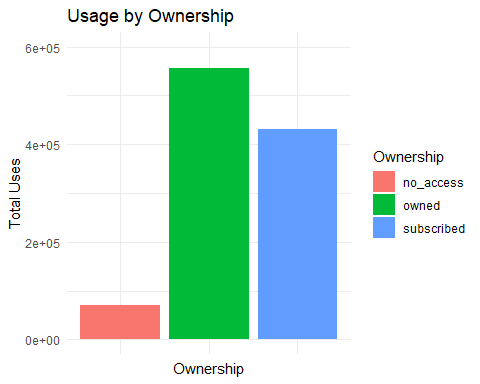 Usage by Ownership
Total Uses
6e+05
4e+05
2e+05
0e+00
Ownership
Ownership
no_access
owned
subscribed